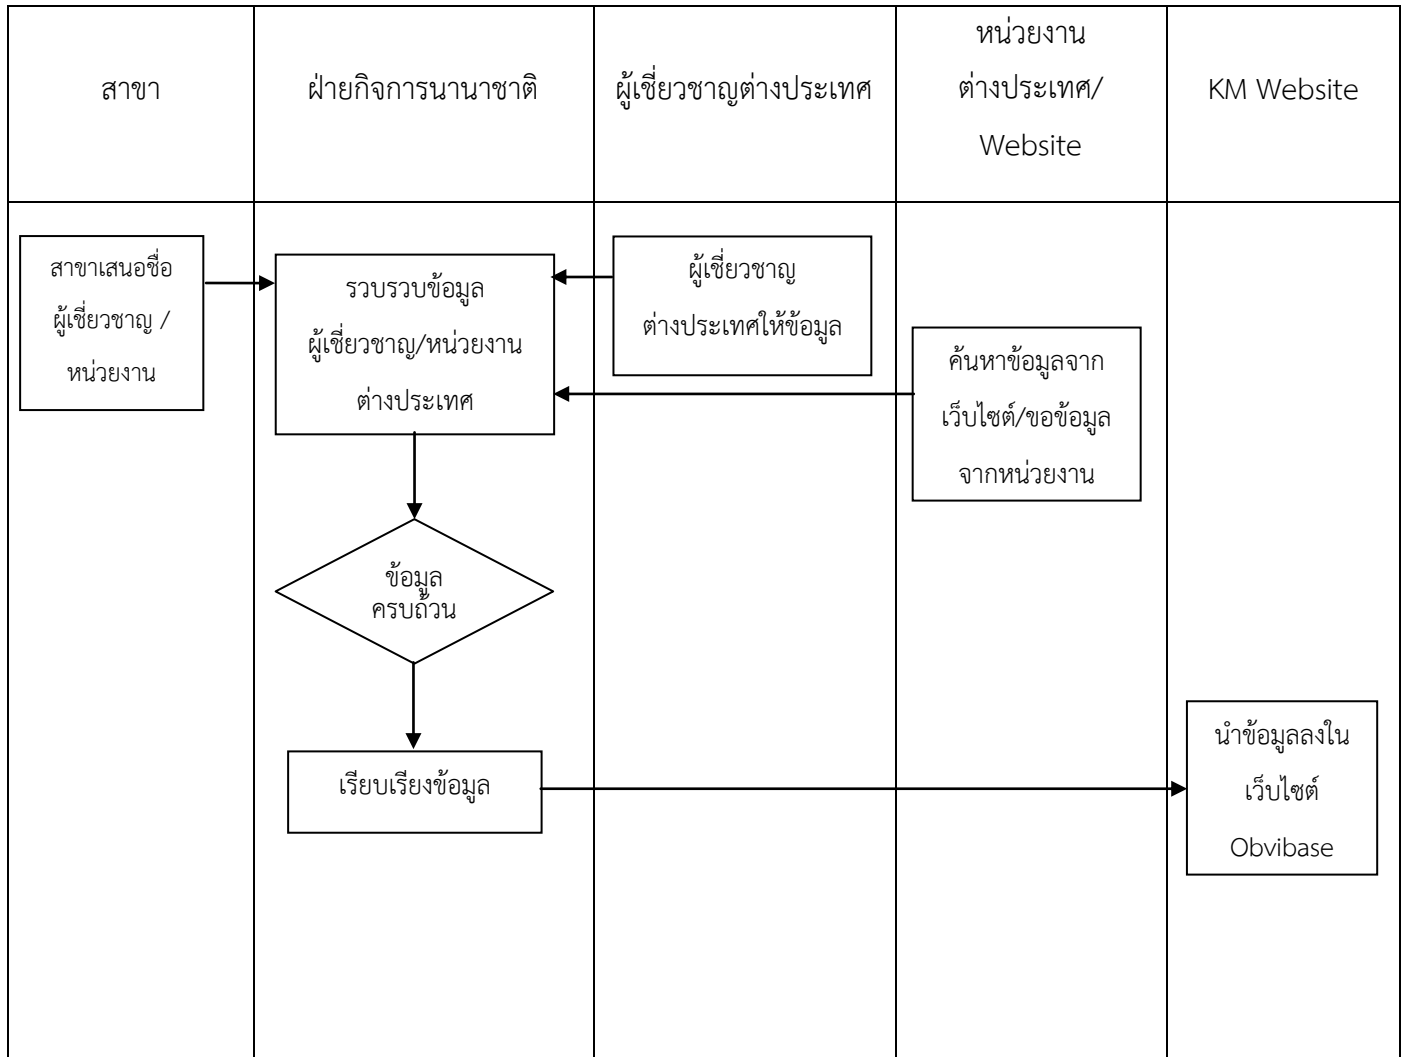 สาขา
ฝ่ายกิจการนานาชาติ
ผู้เชี่ยวชาญต่างประเทศ
หน่วยงาน
ต่างประเทศ/
Website
KM Website
สาขาเสนอชื่อ
ผู้เชี่ยวชาญ /
หน่วยงาน
รวบรวบข้อมูล
ผู้เชี่ยวชาญ/หน่วยงาน
ต่างประเทศ
ผู้เชี่ยวชาญ
ต่างประเทศให้ข้อมูล
ค้นหาข้อมูลจาก
เว็บไซต์/ขอข้อมูล
จากหน่วยงาน
ข้อมูล
ครบถ้วน
เรียบเรียงข้อมูล
นำข้อมูลลงใน
เว็บไซต์
Obvibase